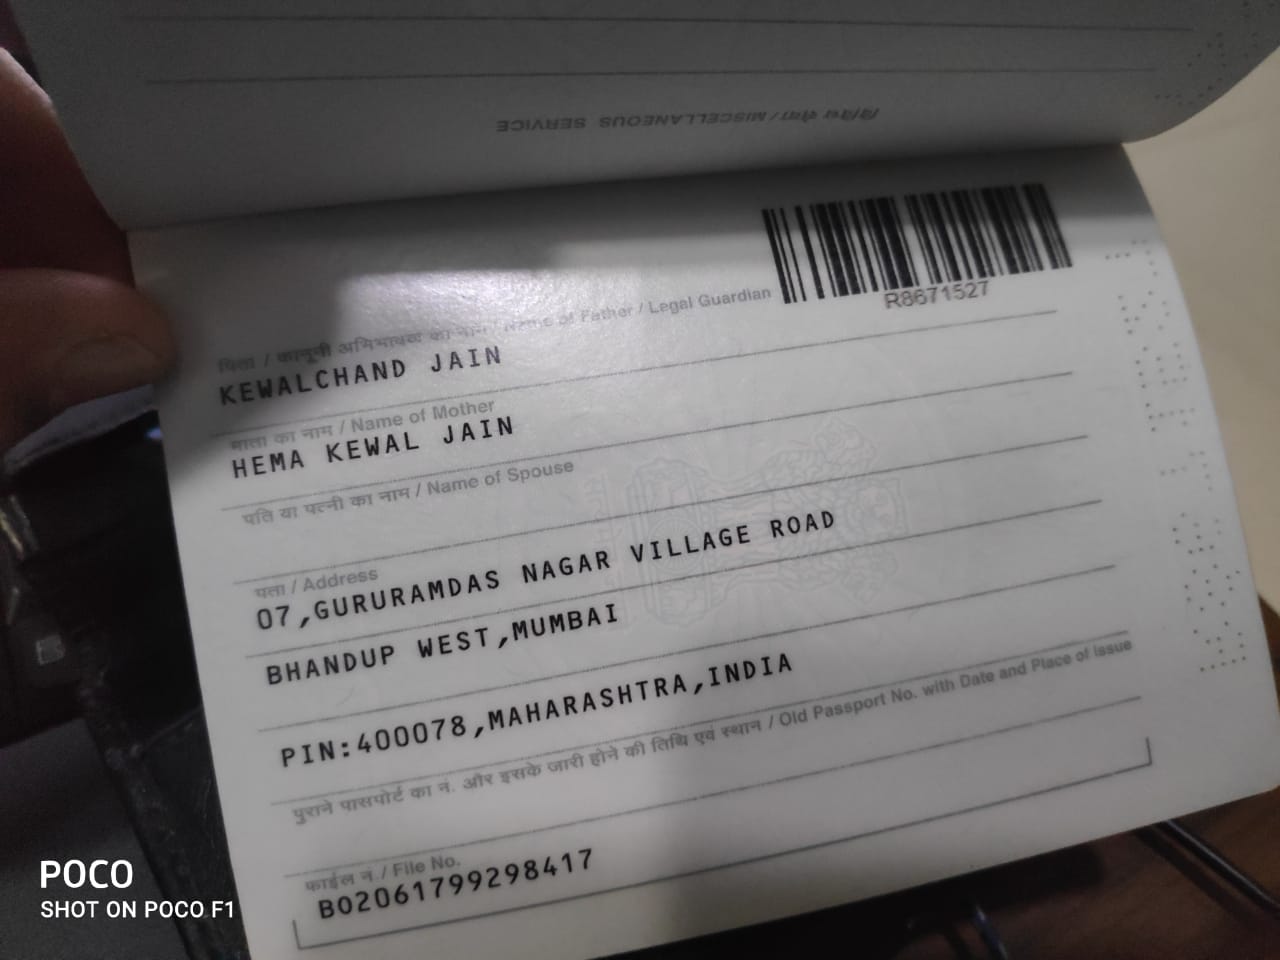 विविध सेवा / MISCELLANEOUS SERVICE
R8671527
पिता / कानूनी अभिभावक का नाम / Name of Father / Legal Guardian
KEWALCHAND JAIN
माता का नाम / Name of Mother
HEMA KEWAL JAIN
पति या पत्नी का नाम / Name of Spouse
पता / Address
07,GURURAMDAS NAGAR VILLAGE ROAD
BHANDUP WEST,MUMBAI
PIN:400078,MAHARASHTRA,INDIA
पुराने पासपोर्ट का नं. और इसके जारी होने की तिथि एवं स्थान / Old Passport No. with Date and Place of Issue
फाईल नं. / File No.
BO2061799298417
POCO
SHOT ON POCO F1